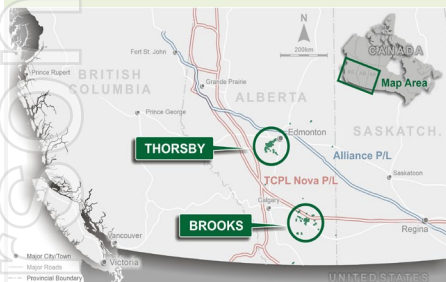 Fort St. John
N
200km
CANADA
Map Area
Prince Rupert
BRITISH
COLUMBIA
Grande Prairie
ALBERTA
Prince George
SASKATCH.
Edmonton
THORSBY
Alliance P/L
TCPL Nova P/L
Saskatoon
BROOKS
Calgary
Regina
Vancouver
Victoria
Major City/Town
Major Roads
Provincial Boundary
UNITED STATES